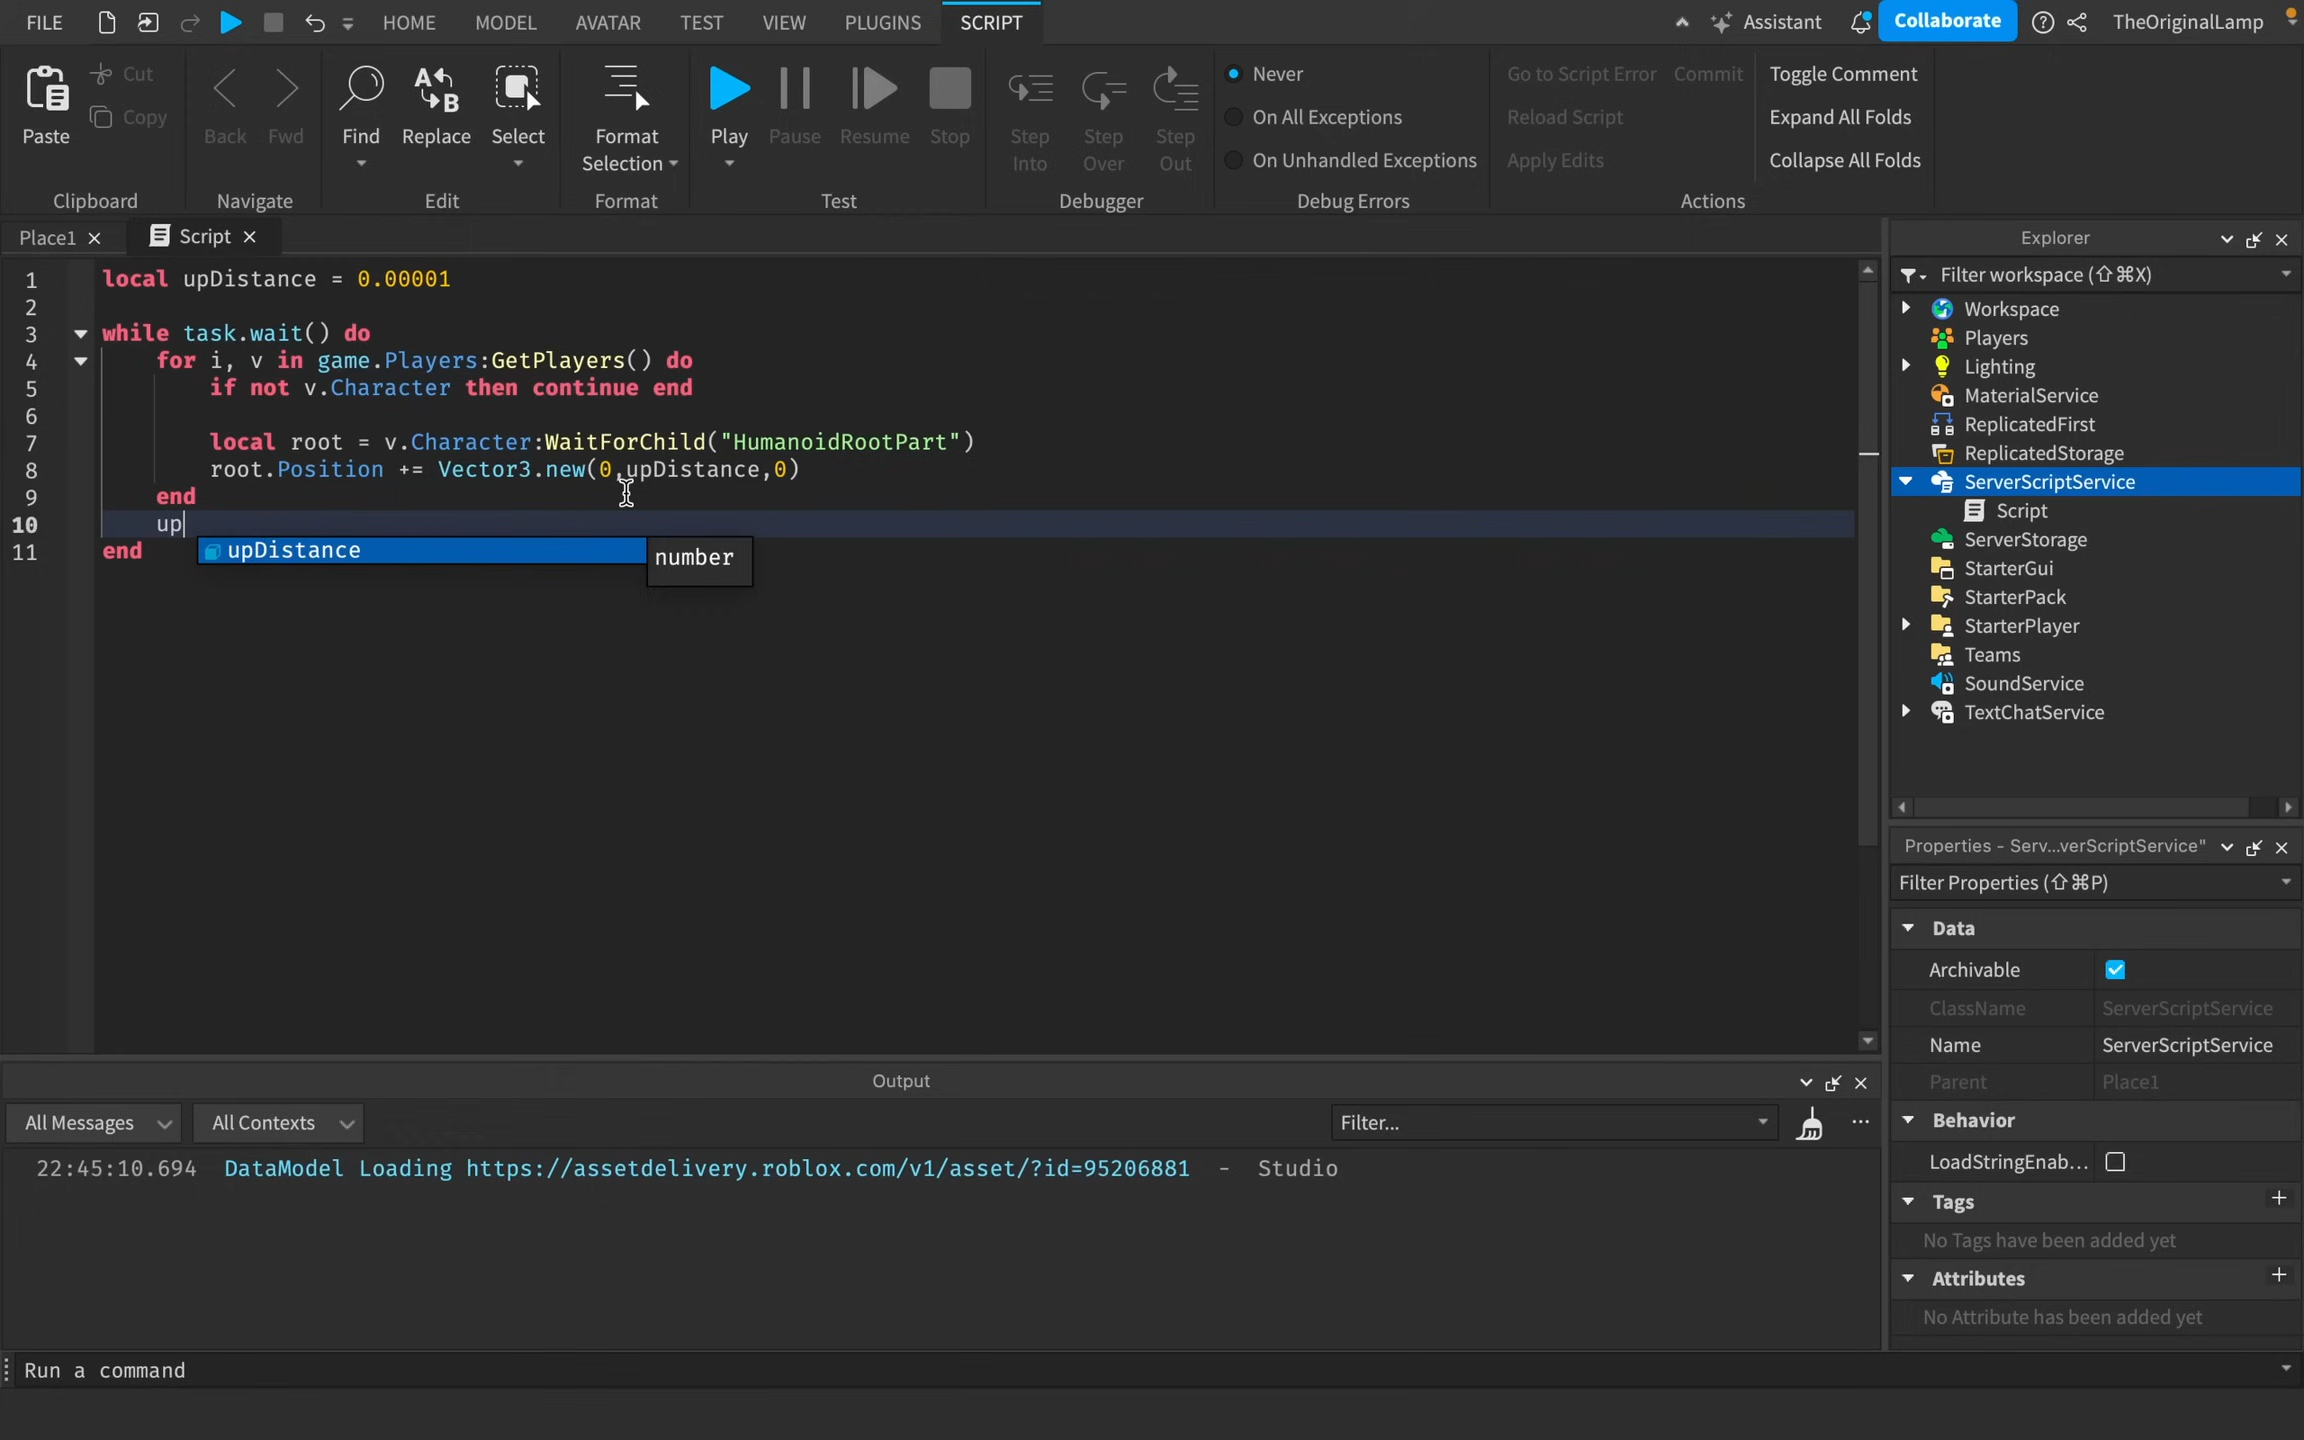 FILE HOME MODEL AVATAR TEST VIEW PLUGINS SCRIPT Assistant Collaborate TheOriginalLamp
Paste Cut Copy
Clipboard
Back Fwd
Navigate
Find Replace Select
Edit
Format
Selection
Format
Play Pause Resume Stop
Test
Step Into Step Over Step Out
Debugger
Never
On All Exceptions
On Unhandled Exceptions
Debug Errors
Go to Script Error Commit Toggle Comment
Reload Script Expand All Folds
Apply Edits Collapse All Folds
Actions
Place1 Script
1 local upDistance = 0.00001
2
3 while task.wait() do
4 for i, v in game.Players:GetPlayers() do
5 if not v.Character then continue end
6
7 local root = v.Character:WaitForChild("HumanoidRootPart")
8 root.Position += Vector3.new(0,upDistance,0)
9 end
10 up
11 end
upDistance number
Explorer
Filter workspace (⇧⌘X)
Workspace
Players
Lighting
MaterialService
ReplicatedFirst
ReplicatedStorage
ServerScriptService
Script
ServerStorage
StarterGui
StarterPack
StarterPlayer
Teams
SoundService
TextChatService
Properties - Serv...verScriptService"
Filter Properties (⇧⌘P)
Data
Archivable
ClassName ServerScriptService
Name ServerScriptService
Parent Place1
Behavior
LoadStringEnab...
Tags +
No Tags have been added yet
Attributes +
No Attribute has been added yet
Output
All Messages All Contexts Filter... ...
22:45:10.694 DataModel Loading https://assetdelivery.roblox.com/v1/asset/?id=95206881 - Studio
Run a command